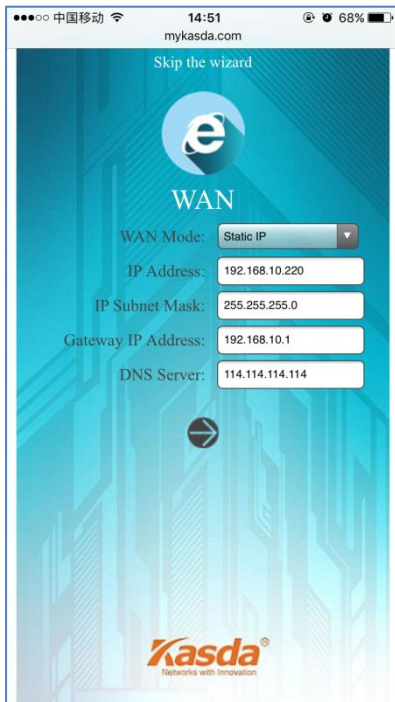 ●●●○○ 中国移动 14:51 68%
mykasda.com
Skip the wizard
WAN
WAN Mode: Static IP
IP Address: 192.168.10.220
IP Subnet Mask: 255.255.255.0
Gateway IP Address: 192.168.10.1
DNS Server: 114.114.114.114
Kasda®
Networks with Innovation